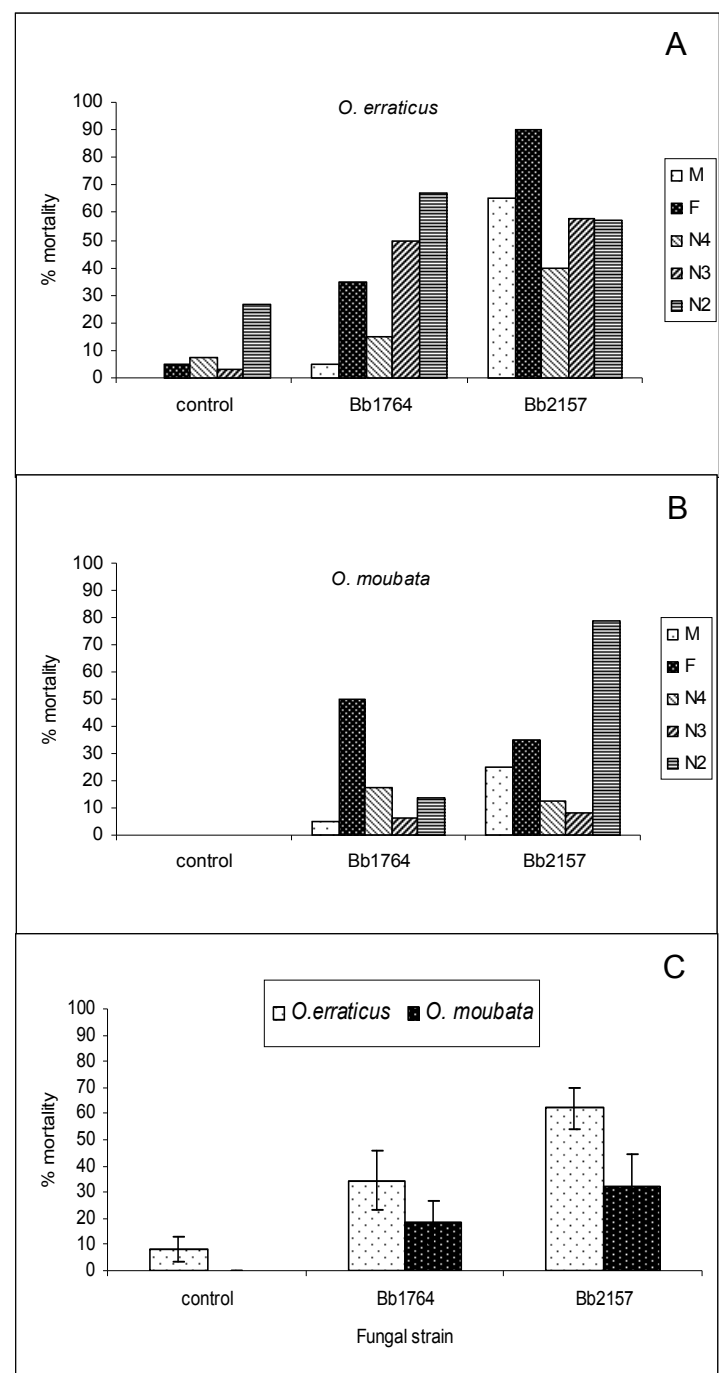 A
O. erraticus
% mortality
100
90
80
70
60
50
40
30
20
10
0
control Bb1764 Bb2157
M
F
N4
N3
N2
B
O. moubata
% mortality
100
90
80
70
60
50
40
30
20
10
0
control Bb1764 Bb2157
M
F
N4
N3
N2
C
O.erraticus O. moubata
% mortality
100
90
80
70
60
50
40
30
20
10
0
control Bb1764 Bb2157
Fungal strain